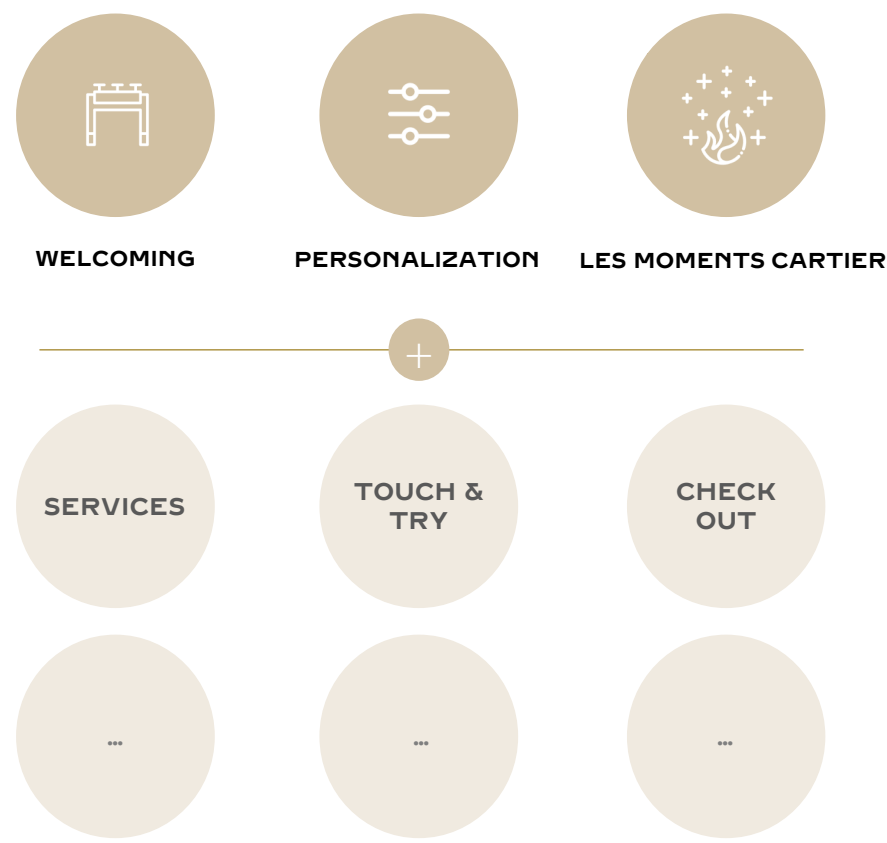 WELCOMING
PERSONALIZATION
LES MOMENTS CARTIER
+
SERVICES
TOUCH &
TRY
CHECK
OUT
...
...
...